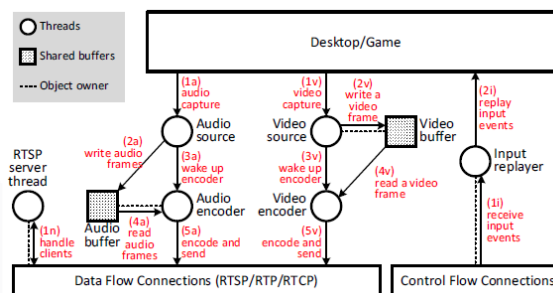 Threads
Shared buffers
Object owner
Desktop/Game
(1a)
audio
capture
(1v)
video
capture
(2v)
write a
video
frame
(2i)
replay
input
events
Audio
source
Video
source
Video
buffer
(2a)
write audio
frames
(3a)
wake up
encoder
(3v)
wake up
encoder
(4v)
read a video
frame
Input
replayer
RTSP
server
thread
Audio
encoder
Video
encoder
(1n)
handle
clients
Audio
buffer
(4a)
read
audio
frames
(5a)
encode and
send
(5v)
encode and
send
(1i)
receive
input
events
Data Flow Connections (RTSP/RTP/RTCP)
Control Flow Connections